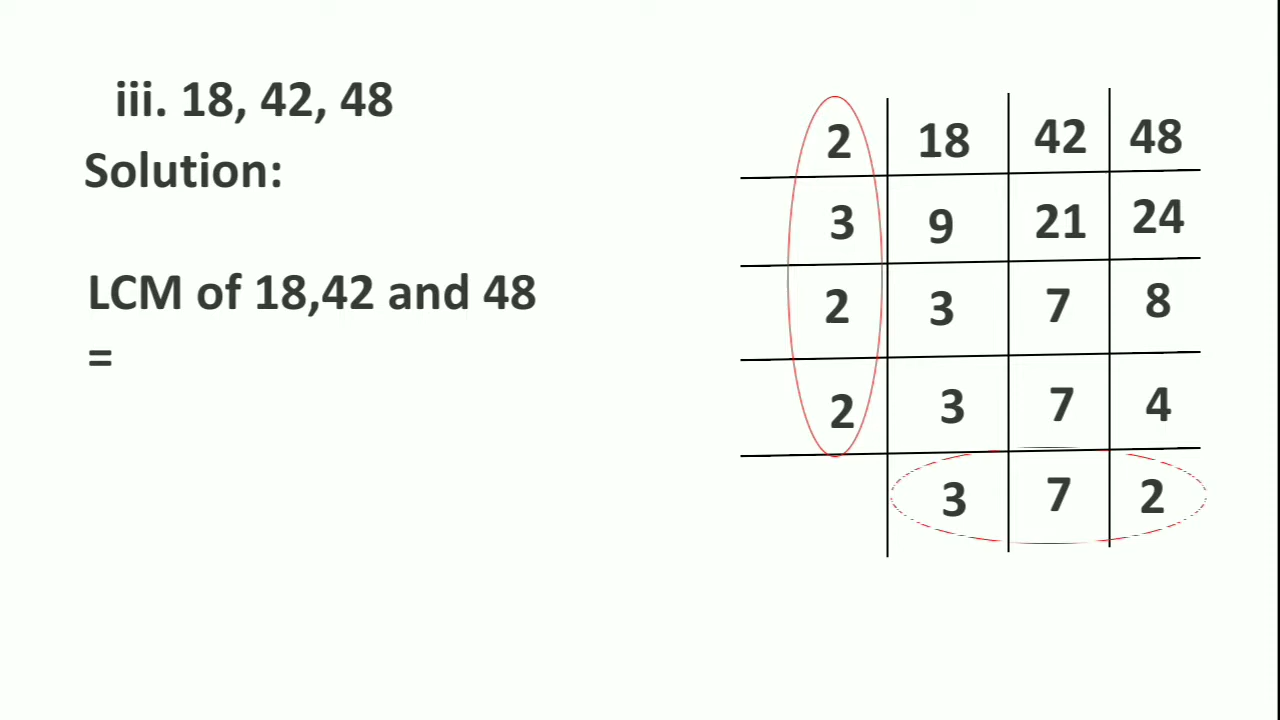 iii. 18, 42, 48
Solution:
LCM of 18,42 and 48
=
2 18 42 48
3 9 21 24
2 3 7 8
2 3 7 4
3 7 2